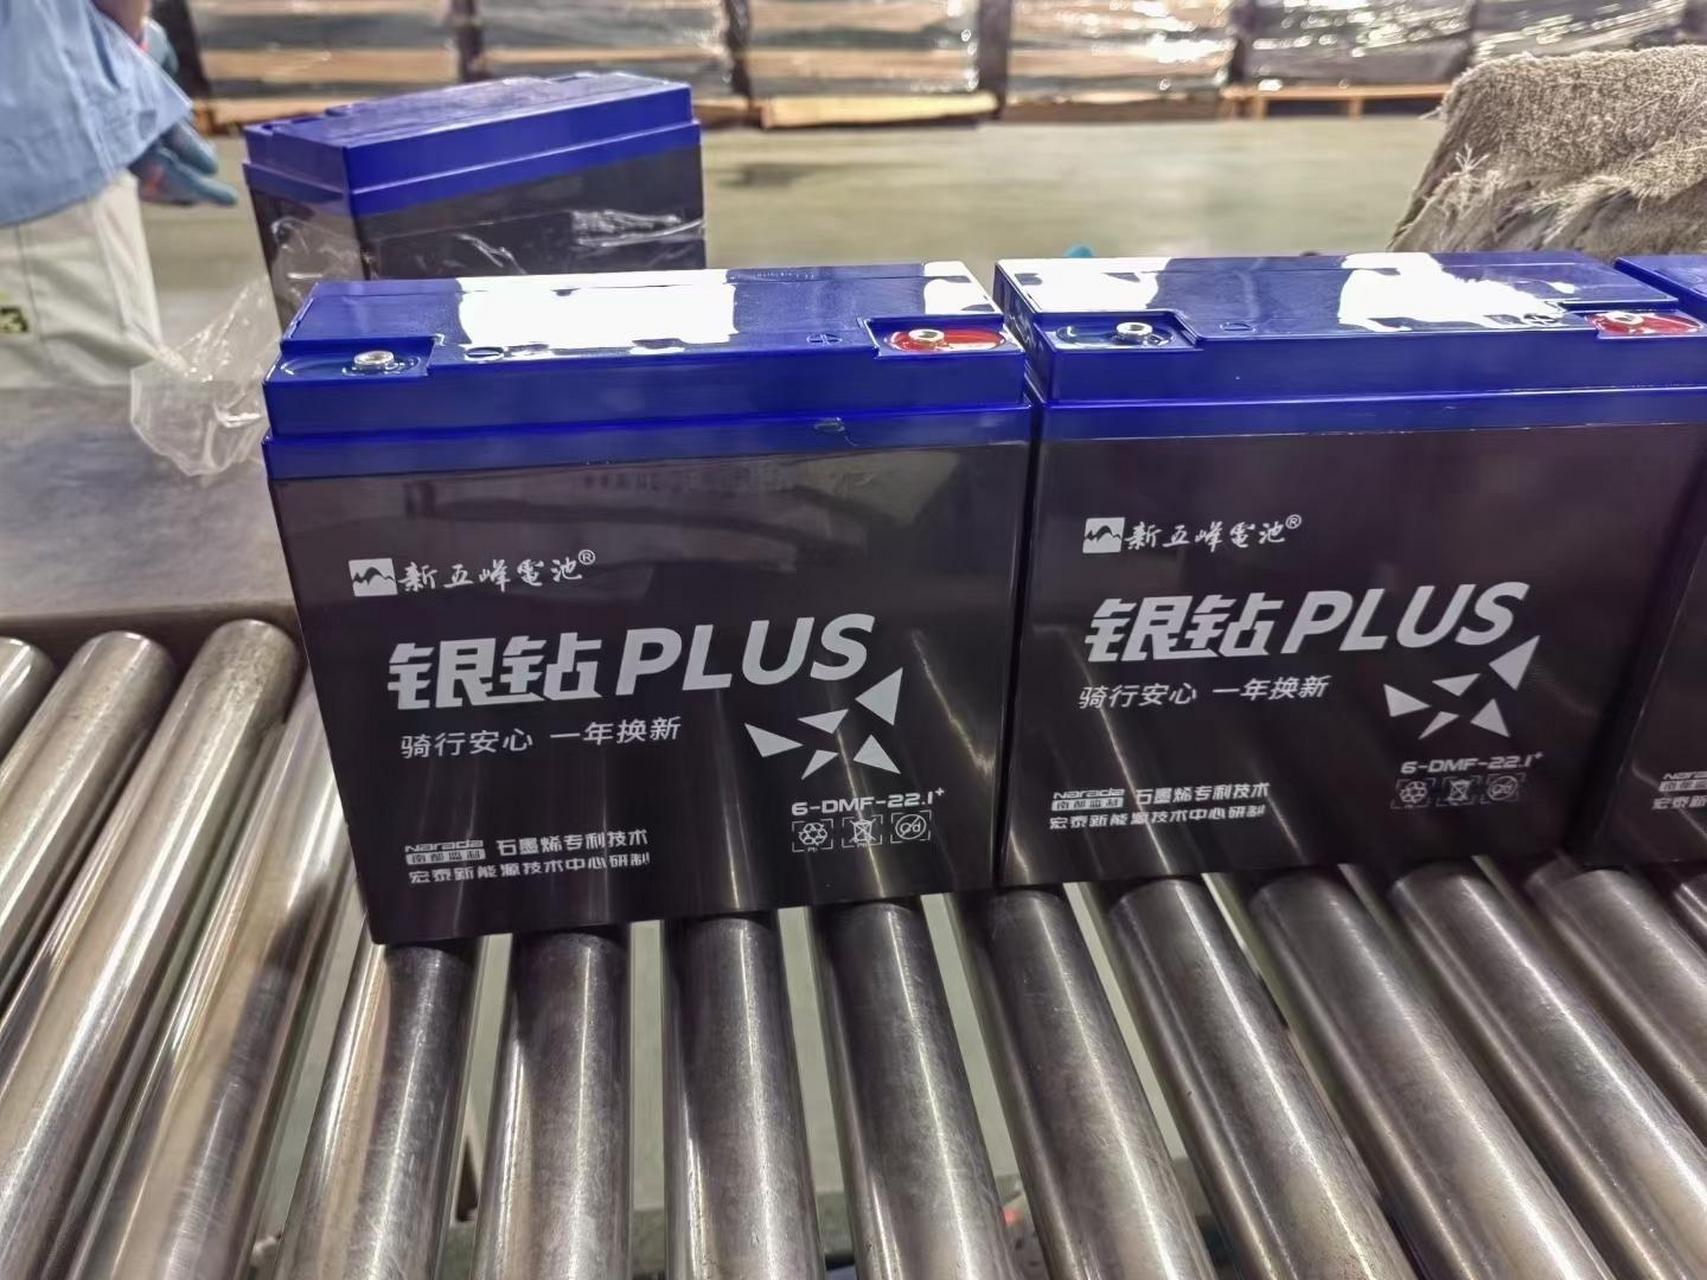 新五峰電池®
银钻PLUS
骑行安心 一年换新
6-DMF-22.1+
Pb
Narada 南都监制 石墨烯专利技术
宏泰新能源技术中心研制
新五峰電池®
银钻PLUS
骑行安心 一年换新
6-DMF-22.1+
Narada 南都监制 石墨烯专利技术
宏泰新能源技术中心研制